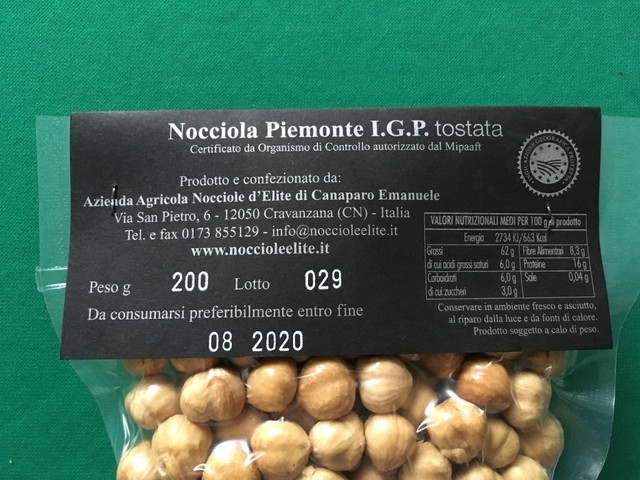 Nocciola Piemonte I.G.P. tostata
Certificato da Organismo di Controllo autorizzato dal Mipaaft
Prodotto e confezionato da:
Azienda Agricola Nocciole d'Elite di Canaparo Emanuele
Via San Pietro, 6 - 12050 Cravanzana (CN) - Italia
Tel. e fax 0173 855129 - info@noccioleelite.it
www.noccioleelite.it
Peso g 200 Lotto 029
Da consumarsi preferibilmente entro fine
08 2020
VALORI NUTRIZIONALI MEDI PER 100 g di prodotto
Energia 2734 KJ/663 Kcal
Grassi 62 g Fibre Alimentari 8,3 g
di cui acidi grassi saturi 6,0 g Proteine 16 g
Carboidrati 6,0 g Sale 0,04 g
di cui zuccheri 3,0 g
Conservare in ambiente fresco e asciutto,
al riparo dalla luce e da fonti di calore.
Prodotto soggetto a calo di peso.